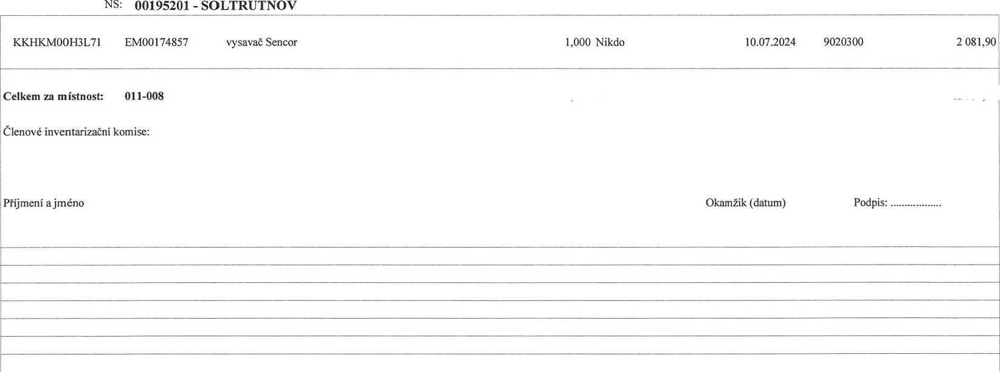 NS: 00195201 - SOLTRUTNOV
KKHKM00H3L71 EM00174857 vysavač Sencor 1,000 Nikdo 10.07.2024 9020300 2 081,90
Celkem za místnost: 011-008
Členové inventarizační komise:
Příjmení a jméno Okamžik (datum) Podpis: ..................